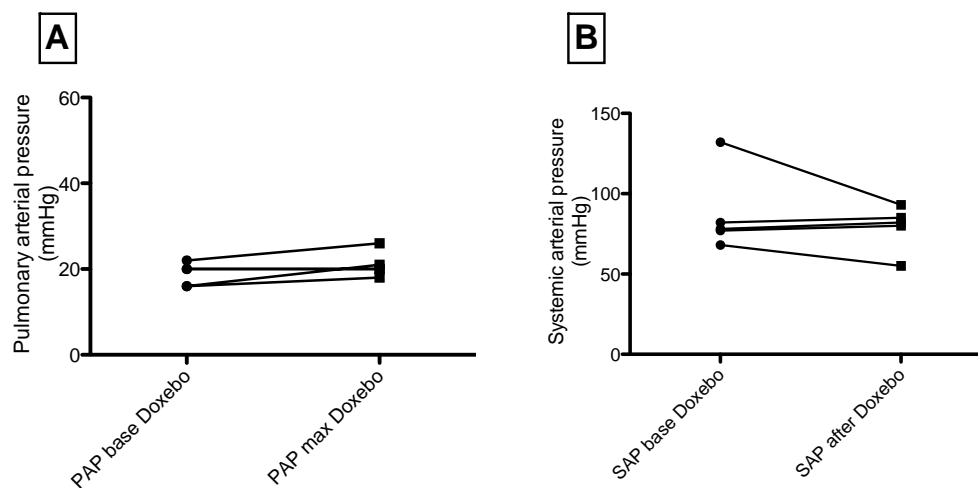 A
Pulmonary arterial pressure
(mmHg)
60
40
20
0
PAP base Doxebo
PAP max Doxebo
B
Systemic arterial pressure
(mmHg)
150
100
50
0
SAP base Doxebo
SAP after Doxebo